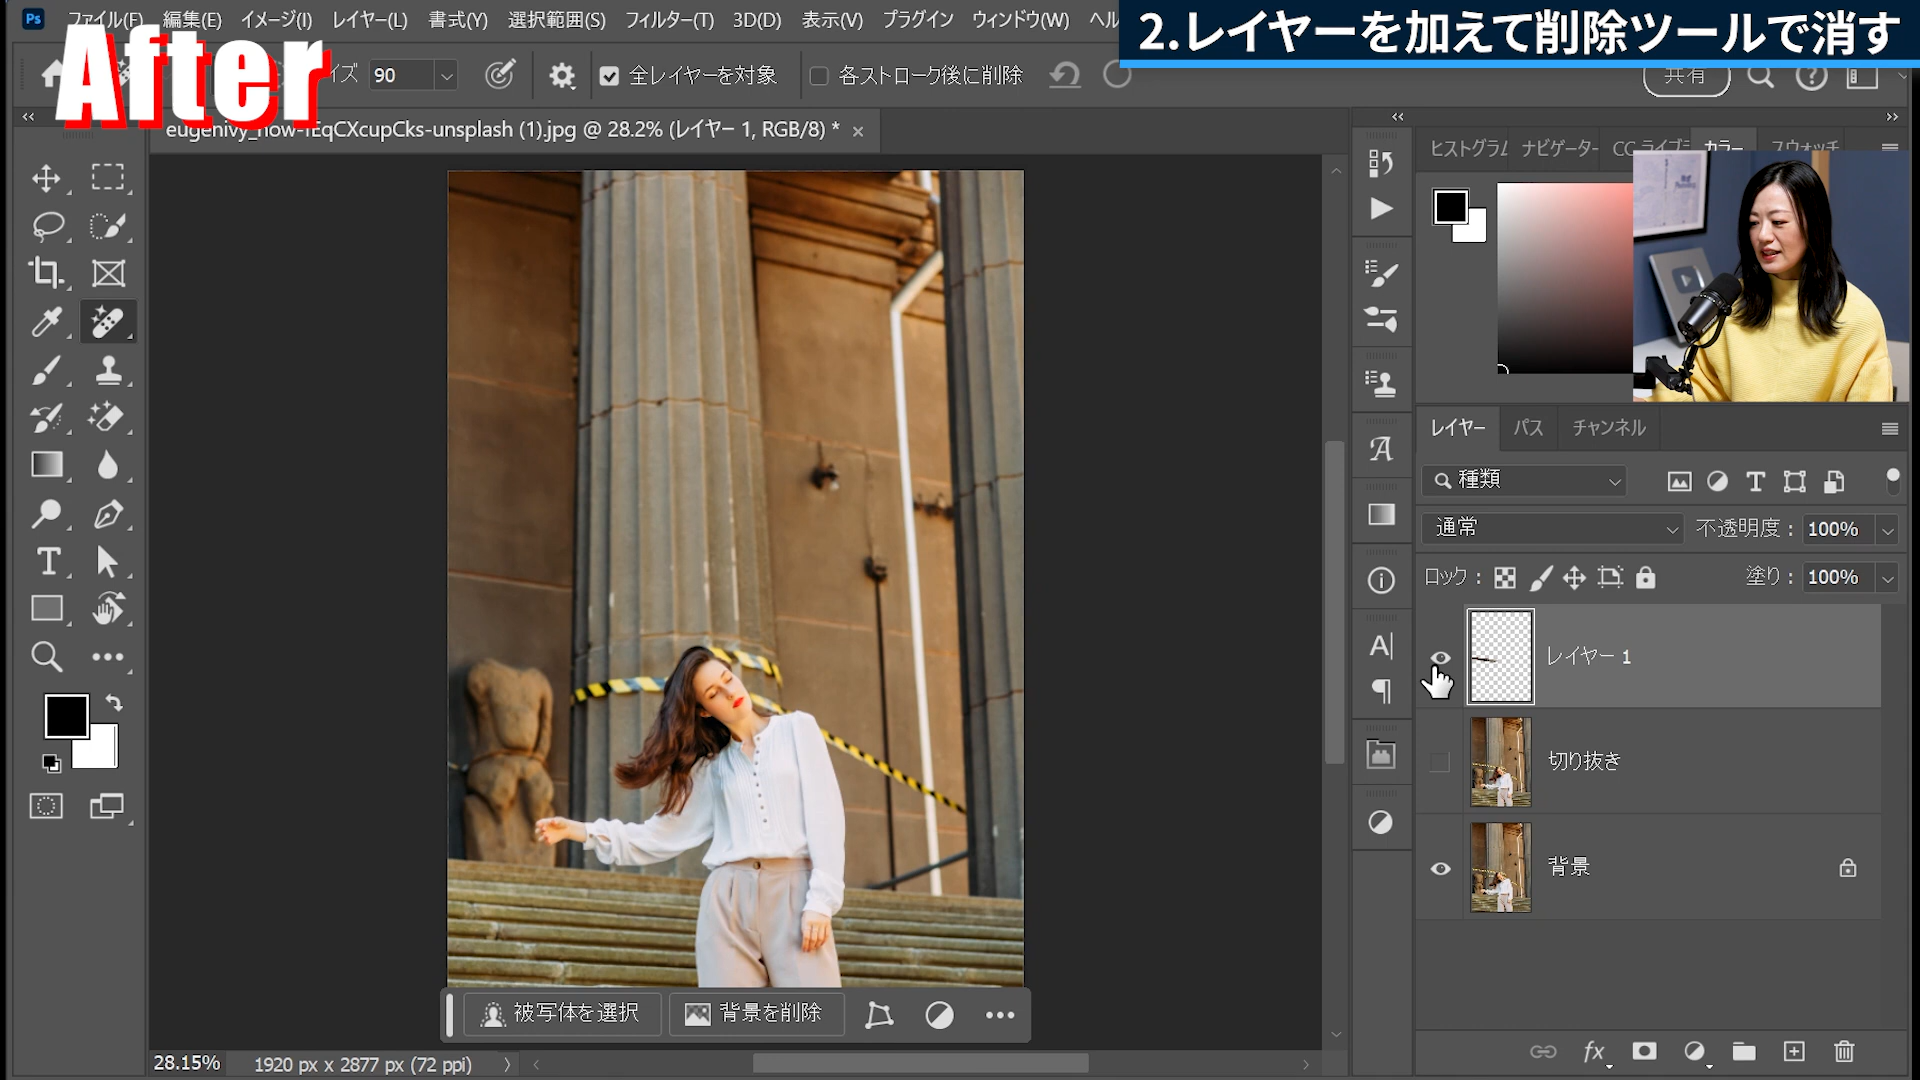 ファイル(F) 編集(E) イメージ(I) レイヤー(L) 書式(Y) 選択範囲(S) フィルター(T) 3D(D) 表示(V) プラグイン ウィンドウ(W) ヘル
2.レイヤーを加えて削除ツールで消す
After
イズ 90 全レイヤーを対象 各ストローク後に削除
共有
eugenivy_now-fEqCXcupCks-unsplash (1).jpg @ 28.2% (レイヤー 1, RGB/8) *
ヒストグラム ナビゲーター CC ライブラ カラー スウォッチ
レイヤー パス チャンネル
種類
通常 不透明度 : 100%
ロック : 塗り : 100%
レイヤー 1
切り抜き
背景
被写体を選択 背景を削除
28.15% 1920 px x 2877 px (72 ppi)